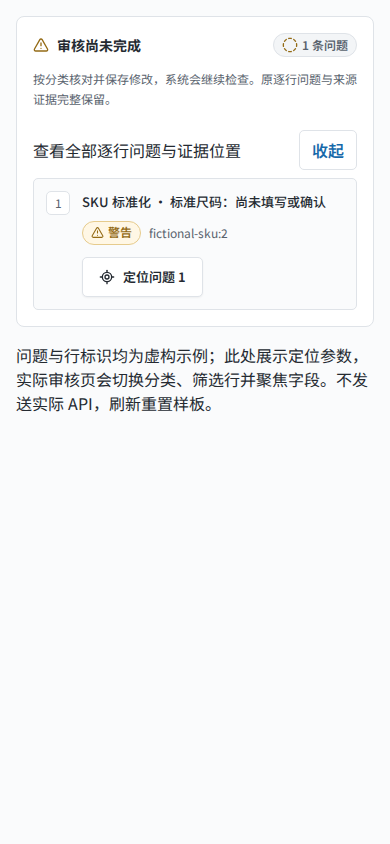 审核尚未完成
1 条问题
按分类核对并保存修改，系统会继续检查。原逐行问题与来源
证据完整保留。
查看全部逐行问题与证据位置
收起
1
SKU 标准化 · 标准尺码：尚未填写或确认
警告
fictional-sku:2
定位问题 1
问题与行标识均为虚构示例；此处展示定位参数，
实际审核页会切换分类、筛选行并聚焦字段。不发
送实际 API，刷新重置样板。